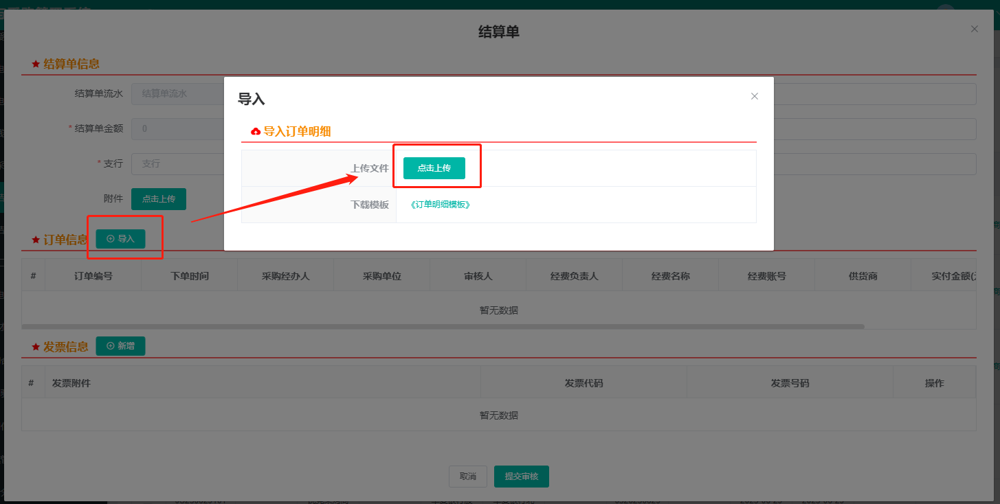 结算单
结算单信息
结算单流水 结算单流水
* 结算单金额 0
* 支行 支行
附件 点击上传
导入
导入订单明细
上传文件 点击上传
下载模板 《订单明细模板》
订单信息 导入
# 订单编号 下单时间 采购经办人 采购单位 审核人 经费负责人 经费名称 经费账号 供货商 实付金额(
暂无数据
发票信息 新增
# 发票附件 发票代码 发票号码 操作
暂无数据
取消 提交审核